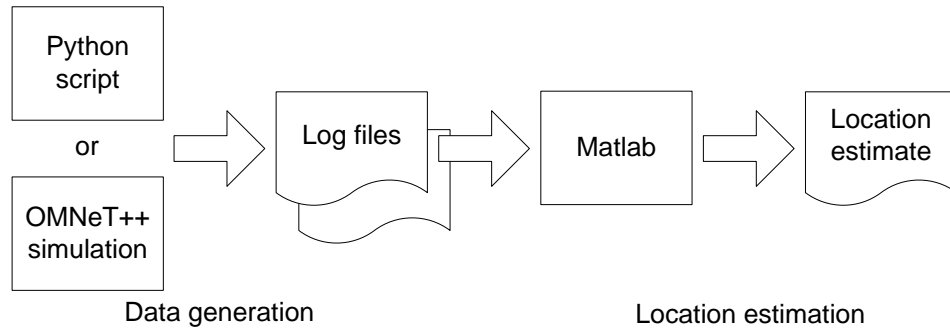 Python
script
or
OMNeT++
simulation
Log files
Matlab
Location
estimate
Data generation
Location estimation